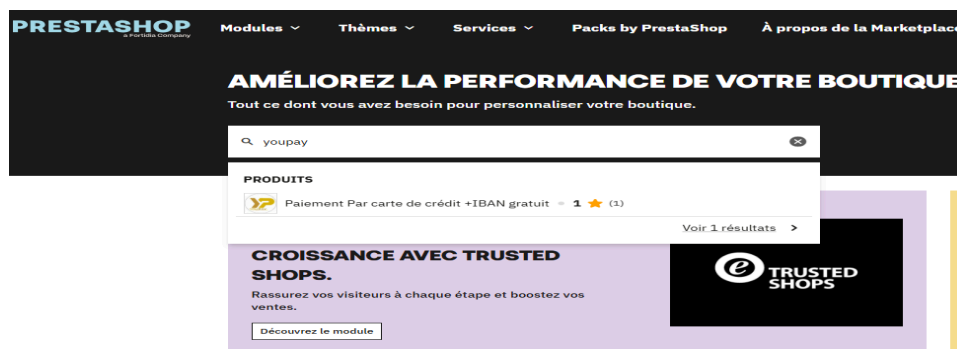 PRESTASHOP
a Fortidia Company
Modules
Thèmes
Services
Packs by PrestaShop
À propos de la Marketplace
AMÉLIOREZ LA PERFORMANCE DE VOTRE BOUTIQUE
Tout ce dont vous avez besoin pour personnaliser votre boutique.
youpay
PRODUITS
YP
Paiement Par carte de crédit +IBAN gratuit 1 (1)
Voir 1 résultats
CROISSANCE AVEC TRUSTED
SHOPS.
Rassurez vos visiteurs à chaque étape et boostez vos
ventes.
Découvrez le module
e
TRUSTED
SHOPS